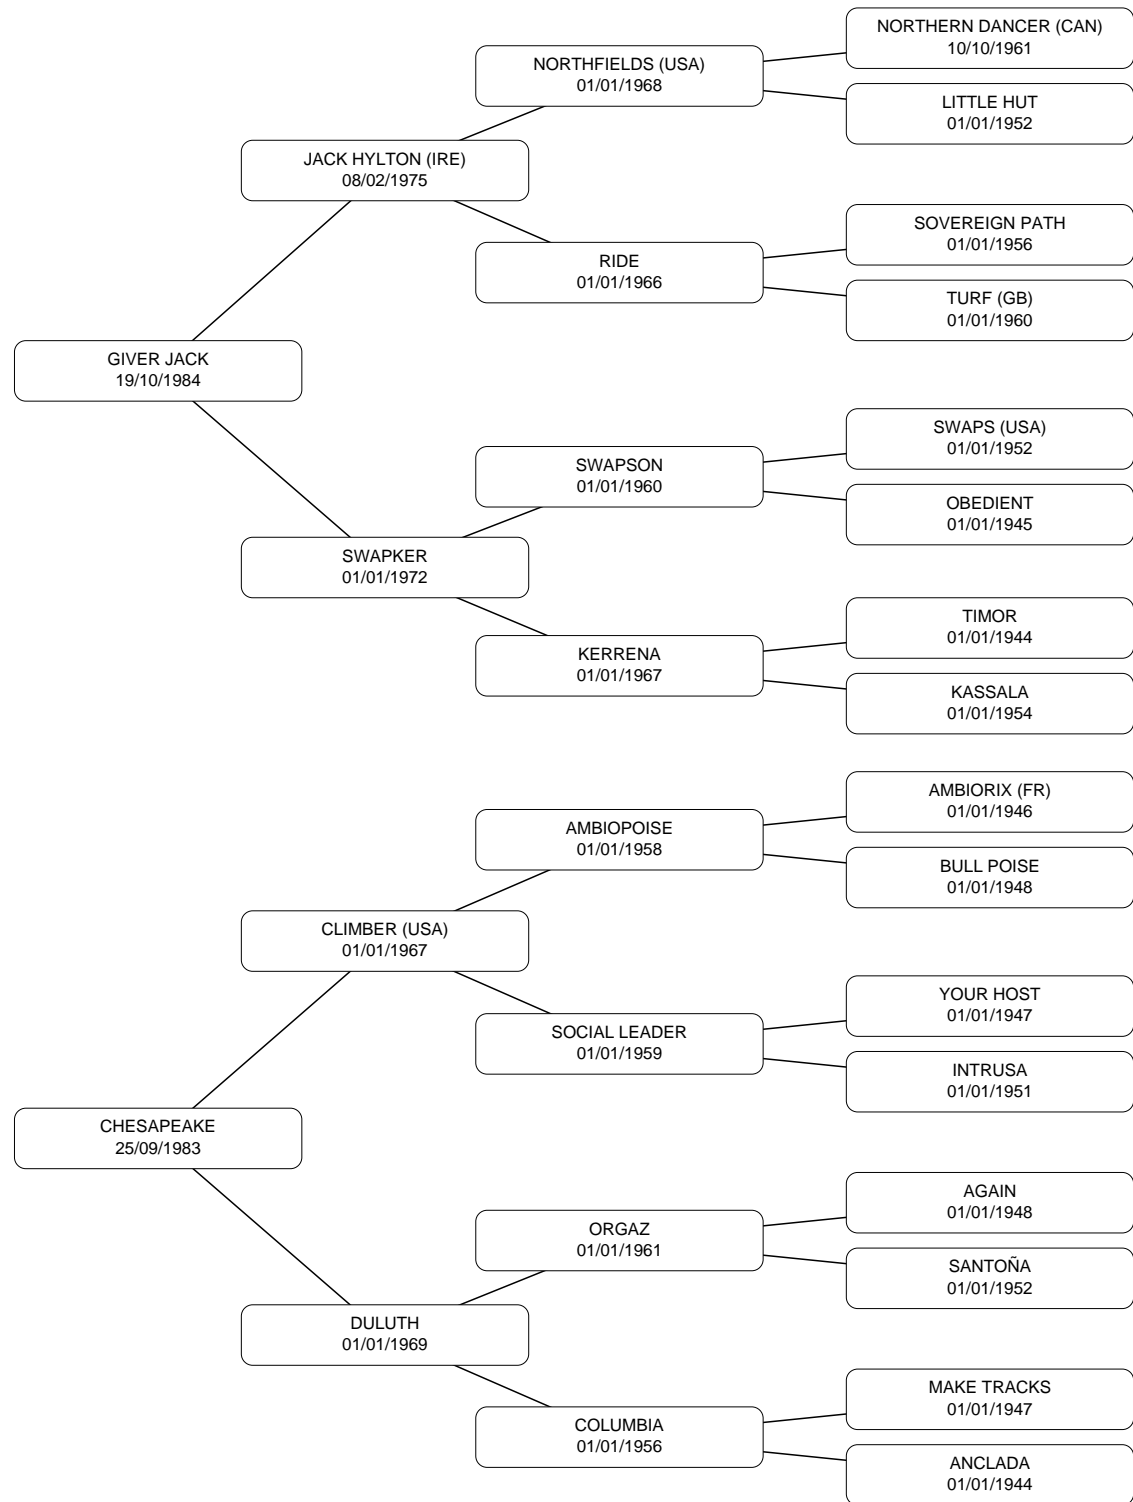 NORTHERN DANCER (CAN)
10/10/1961
NORTHFIELDS (USA)
01/01/1968
LITTLE HUT
01/01/1952
JACK HYLTON (IRE)
08/02/1975
SOVEREIGN PATH
01/01/1956
RIDE
01/01/1966
TURF (GB)
01/01/1960
GIVER JACK
19/10/1984
SWAPS (USA)
01/01/1952
SWAPSON
01/01/1960
OBEDIENT
01/01/1945
SWAPKER
01/01/1972
TIMOR
01/01/1944
KERRENA
01/01/1967
KASSALA
01/01/1954
AMBIORIX (FR)
01/01/1946
AMBIOPOISE
01/01/1958
BULL POISE
01/01/1948
CLIMBER (USA)
01/01/1967
YOUR HOST
01/01/1947
SOCIAL LEADER
01/01/1959
INTRUSA
01/01/1951
CHESAPEAKE
25/09/1983
AGAIN
01/01/1948
ORGAZ
01/01/1961
SANTOÑA
01/01/1952
DULUTH
01/01/1969
MAKE TRACKS
01/01/1947
COLUMBIA
01/01/1956
ANCLADA
01/01/1944